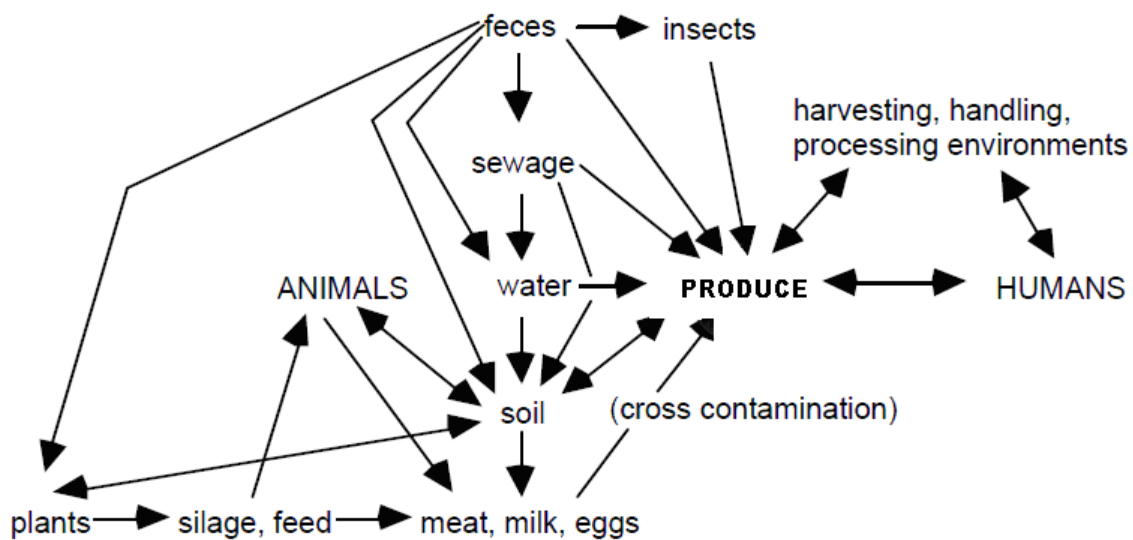 feces
insects
harvesting, handling,
processing environments
sewage
ANIMALS
water
PRODUCE
HUMANS
soil
(cross contamination)
plants
silage, feed
meat, milk, eggs